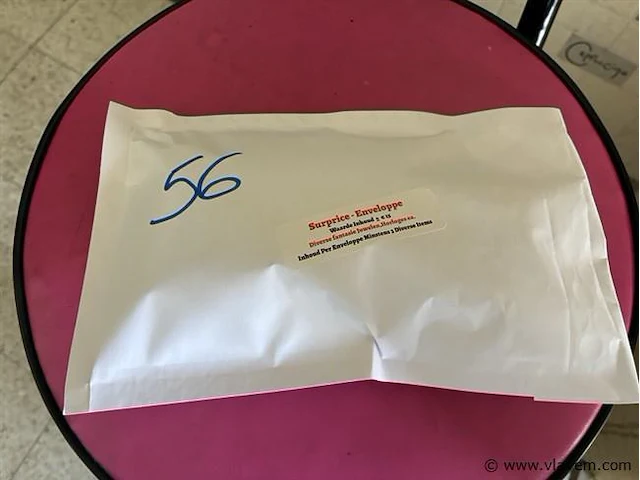 56
Surprice - Enveloppe
Waarde Inhoud > € 15
Diverse fantasie Juwelen, Horloges ea.
Inhoud Per Enveloppe Minstens 3 Diverse Items
© www.vlavem.com